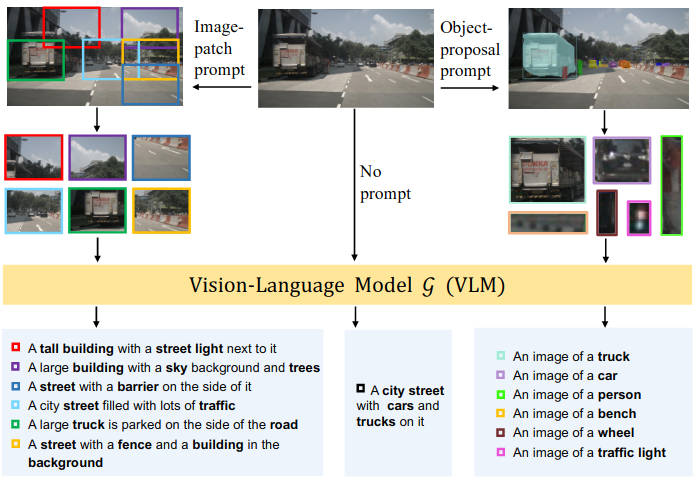 Image-
patch
prompt
Object-
proposal
prompt
No
prompt
Vision-Language Model 𝒢 (VLM)
A tall building with a street light next to it
A large building with a sky background and trees
A street with a barrier on the side of it
A city street filled with lots of traffic
A large truck is parked on the side of the road
A street with a fence and a building in the
background
A city street
with cars and
trucks on it
An image of a truck
An image of a car
An image of a person
An image of a bench
An image of a wheel
An image of a traffic light